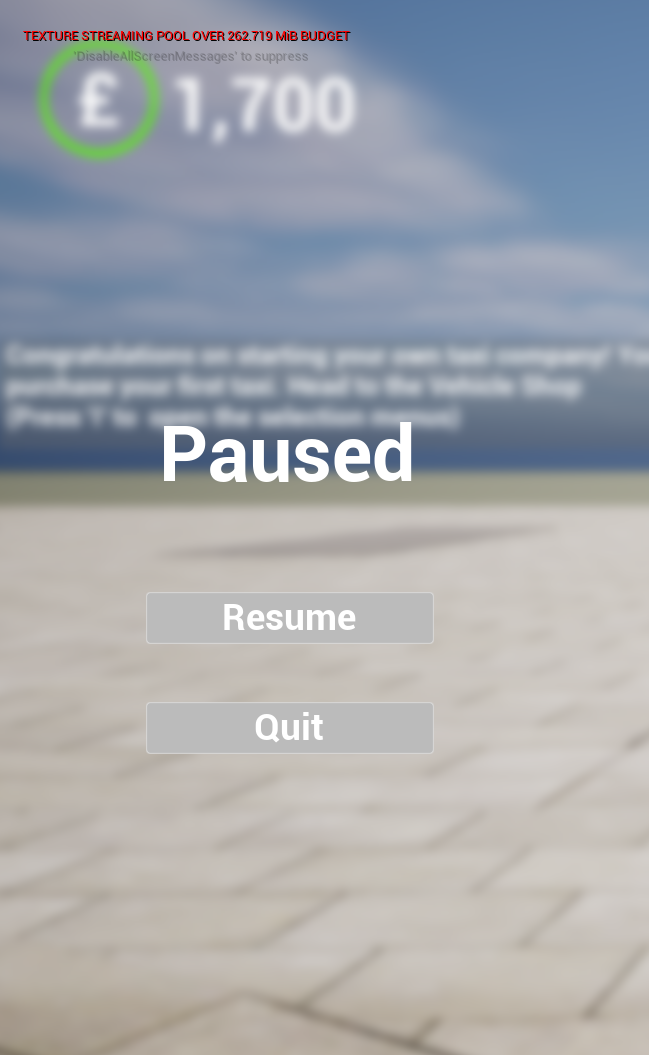 TEXTURE STREAMING POOL OVER 262.719 MiB BUDGET
'DisableAllScreenMessages' to suppress
£ 1,700
Congratulations on starting your own taxi company!
purchase your first taxi. Head to the Vehicle Shop
(Press 'I' to open the selection menus)
Paused
Resume
Quit